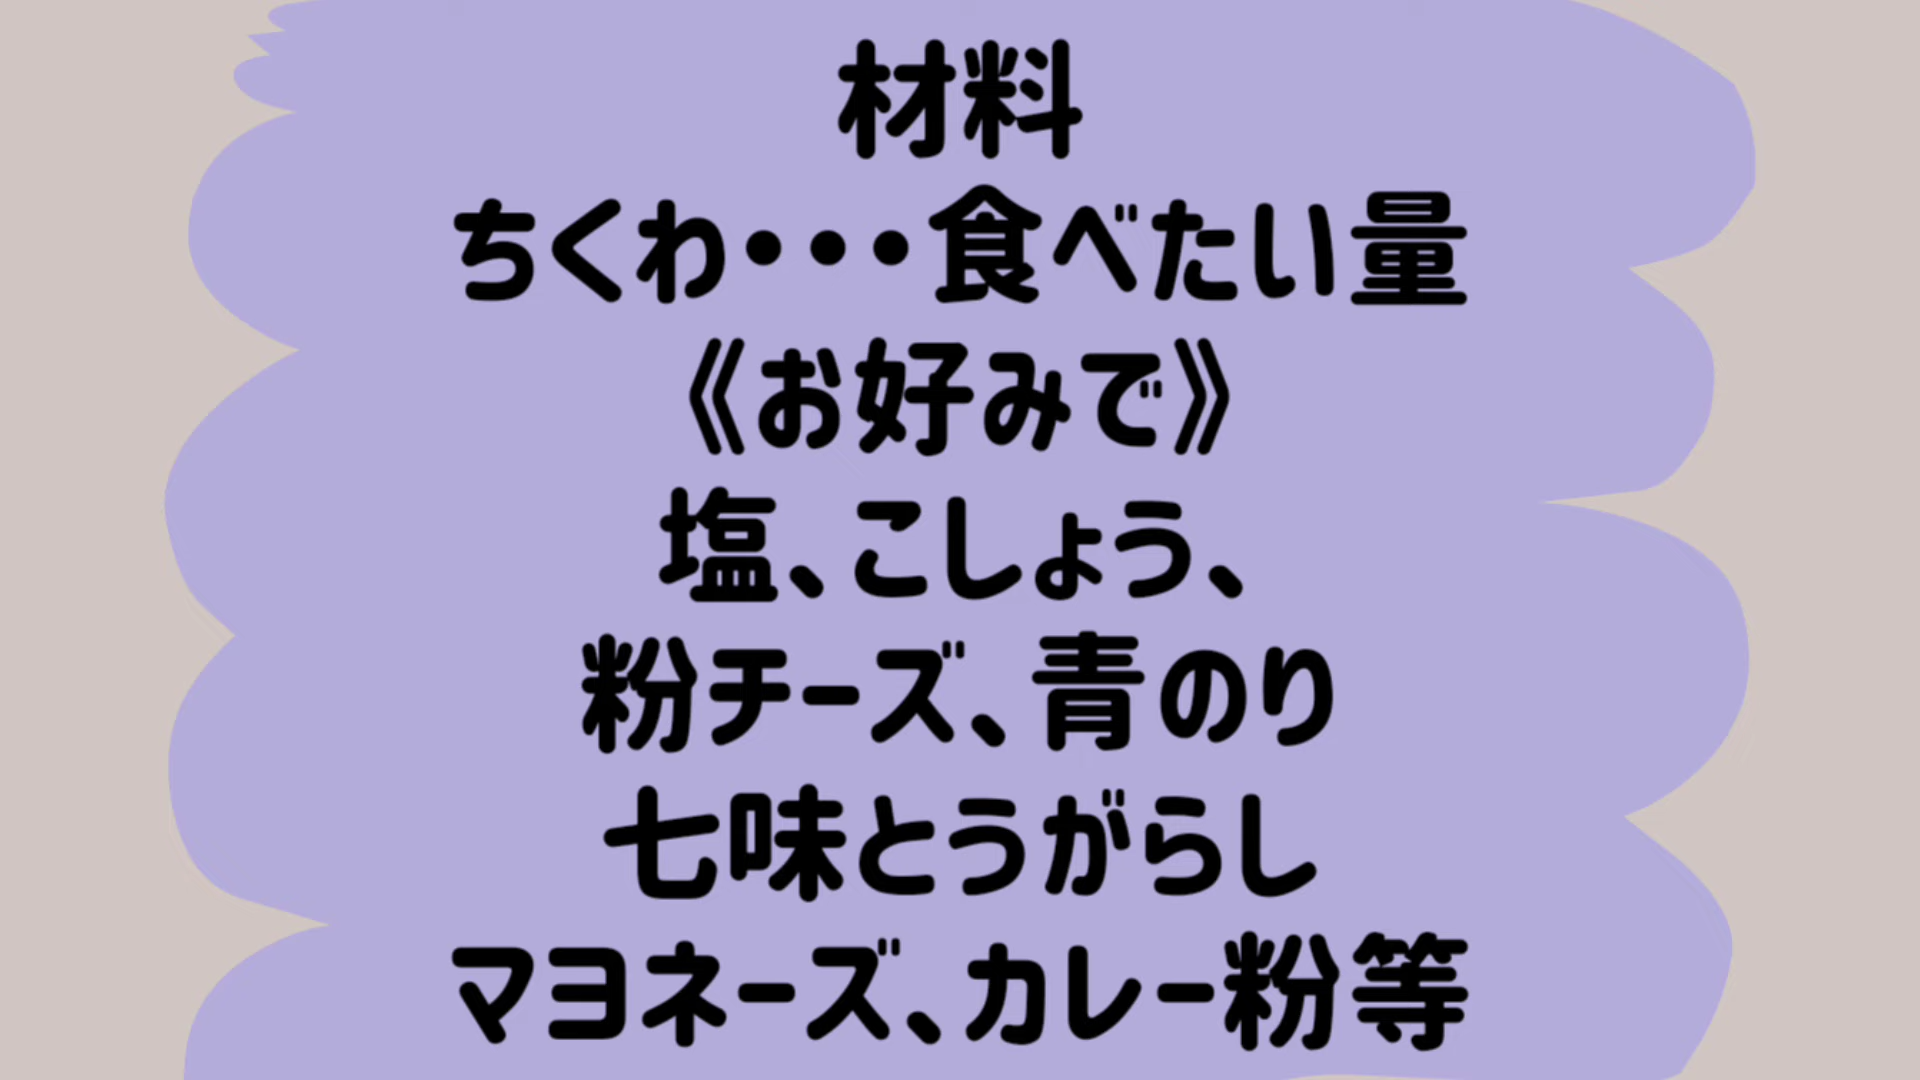 材料
ちくわ・・・食べたい量
《お好みで》
塩、こしょう、
粉チーズ、青のり
七味とうがらし
マヨネーズ、カレー粉等